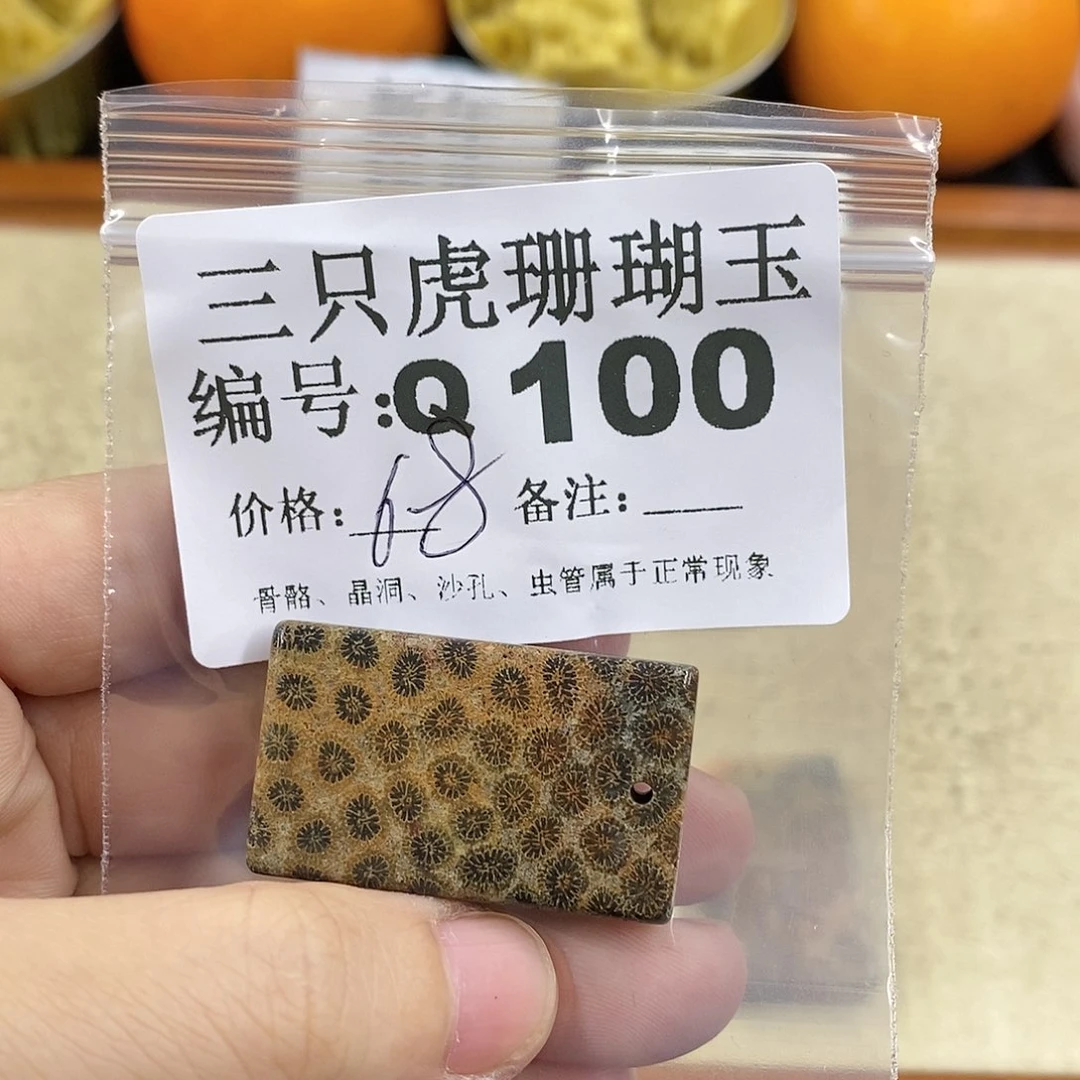 三只虎珊瑚玉
编号:Q 100
价格: 68 备注:____
骨骼、晶洞、沙孔、虫管属于正常现象